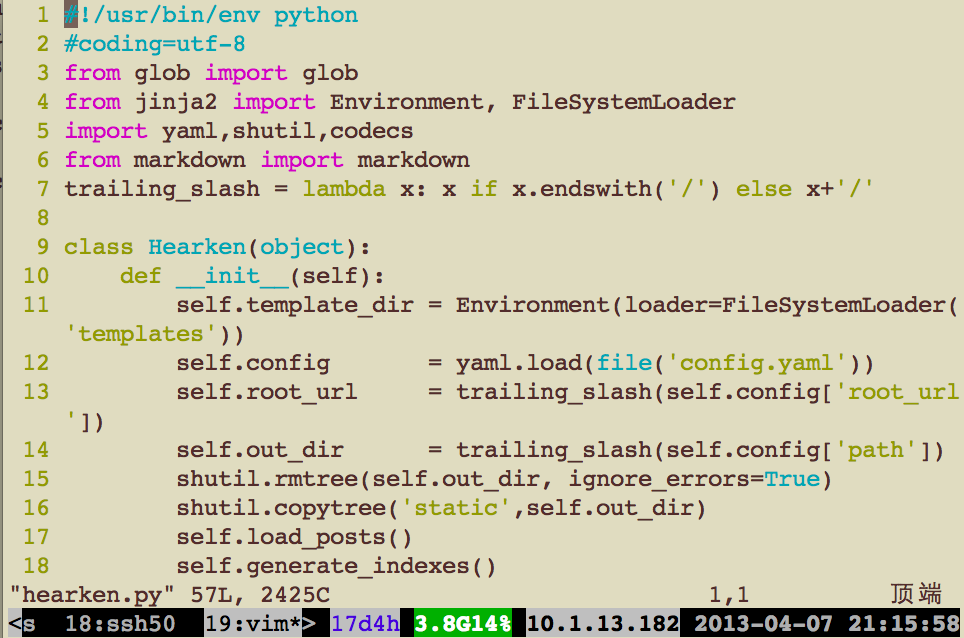 1 #!/usr/bin/env python
2 #coding=utf-8
3 from glob import glob
4 from jinja2 import Environment, FileSystemLoader
5 import yaml,shutil,codecs
6 from markdown import markdown
7 trailing_slash = lambda x: x if x.endswith('/') else x+'/'
8
9 class Hearken(object):
10     def __init__(self):
11         self.template_dir = Environment(loader=FileSystemLoader(
'templates'))
12         self.config       = yaml.load(file('config.yaml'))
13         self.root_url     = trailing_slash(self.config['root_url
'])
14         self.out_dir      = trailing_slash(self.config['path'])
15         shutil.rmtree(self.out_dir, ignore_errors=True)
16         shutil.copytree('static',self.out_dir)
17         self.load_posts()
18         self.generate_indexes()
"hearken.py" 57L, 2425C 1,1 顶端
<s 18:ssh50 19:vim*> 17d4h 3.8G14% 10.1.13.182 2013-04-07 21:15:58